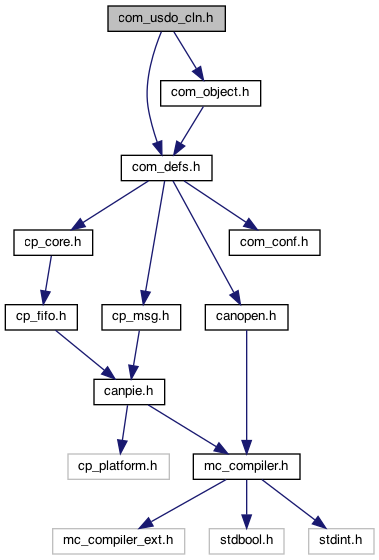 com_usdo_cln.h
com_object.h
com_defs.h
cp_core.h
com_conf.h
cp_fifo.h
cp_msg.h
canopen.h
canpie.h
cp_platform.h
mc_compiler.h
mc_compiler_ext.h
stdbool.h
stdint.h